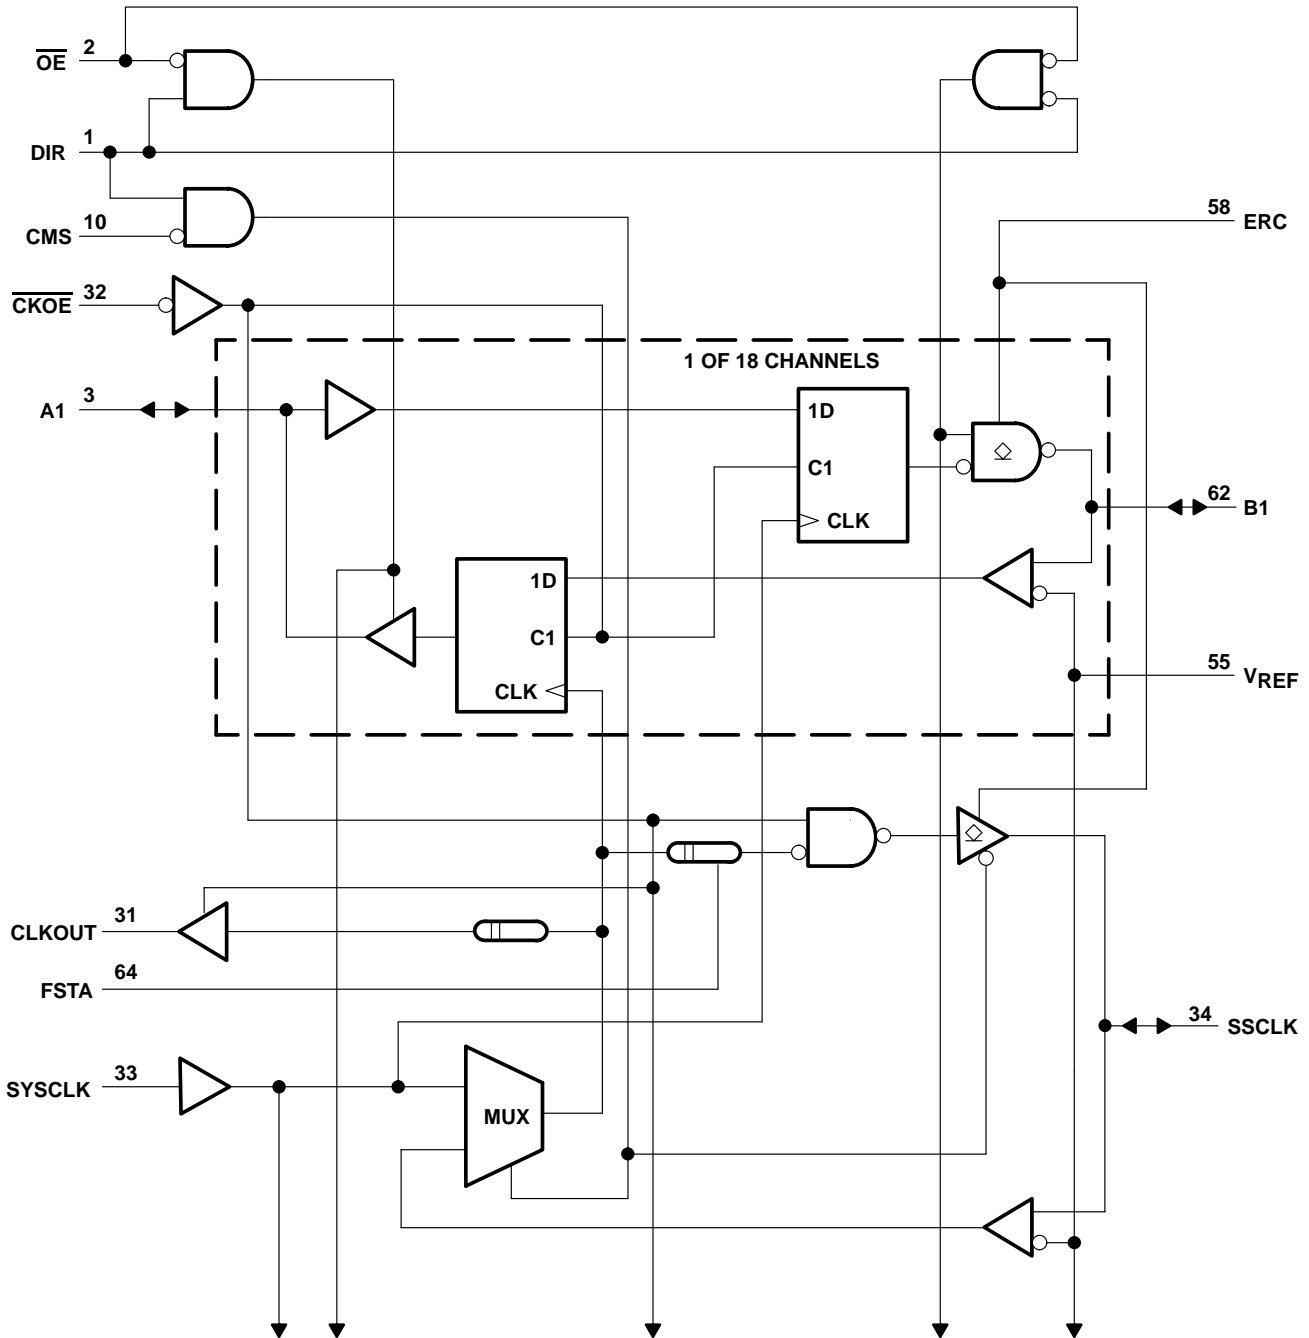 OE 2
DIR 1
CMS 10
CKOE 32
58 ERC
1 OF 18 CHANNELS
A1 3
1D
C1
CLK
62 B1
1D
C1
CLK
55 VREF
CLKOUT 31
FSTA 64
34 SSCLK
SYSCLK 33
MUX